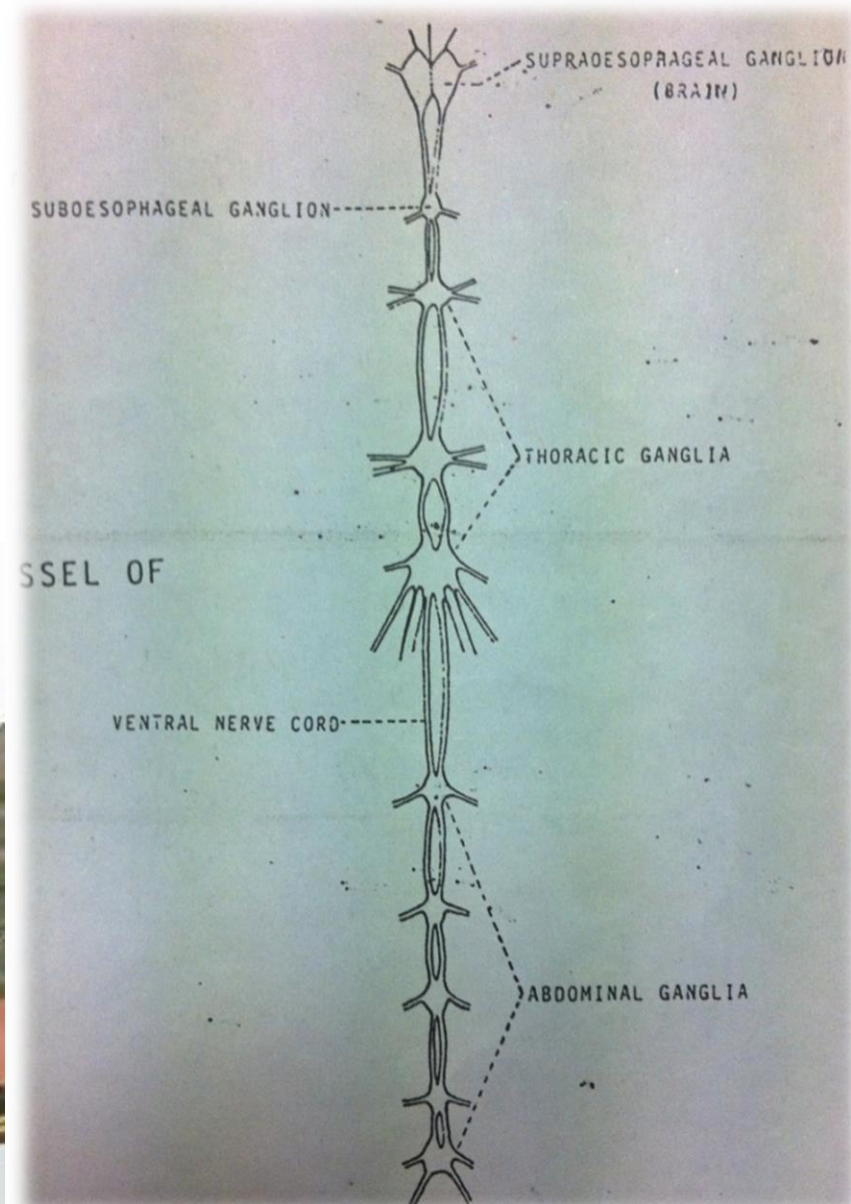 SUPRAOESOPHAGEAL GANGLION
(BRAIN)
SUBOESOPHAGEAL GANGLION
THORACIC GANGLIA
SSEL OF
VENTRAL NERVE CORD
ABDOMINAL GANGLIA